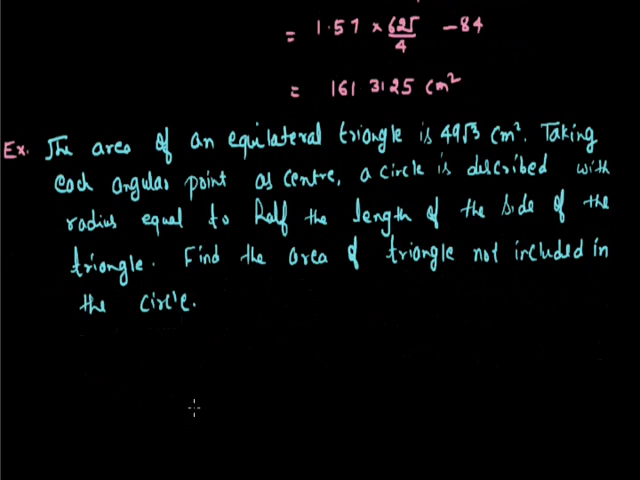 = 1.57 × 625/4 - 84
= 161.3125 cm²
Ex. The area of an equilateral triangle is 49√3 cm². Taking
each angular point as centre, a circle is described with
radius equal to half the length of the side of the
triangle. Find the area of triangle not included in
the circle.